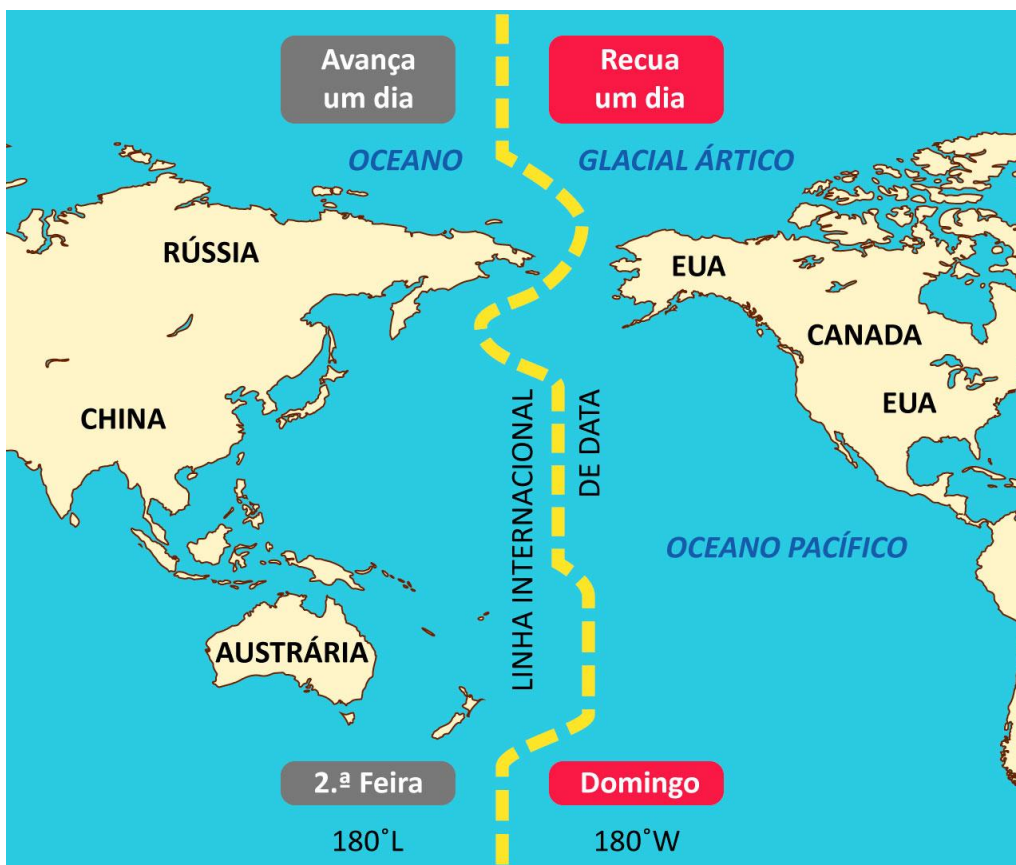 Avança
um dia
Recua
um dia
OCEANO GLACIAL ÁRTICO
RÚSSIA
EUA
CANADA
CHINA
EUA
LINHA INTERNACIONAL
DE DATA
OCEANO PACÍFICO
AUSTRÁRIA
2.ª Feira
Domingo
180°L
180°W